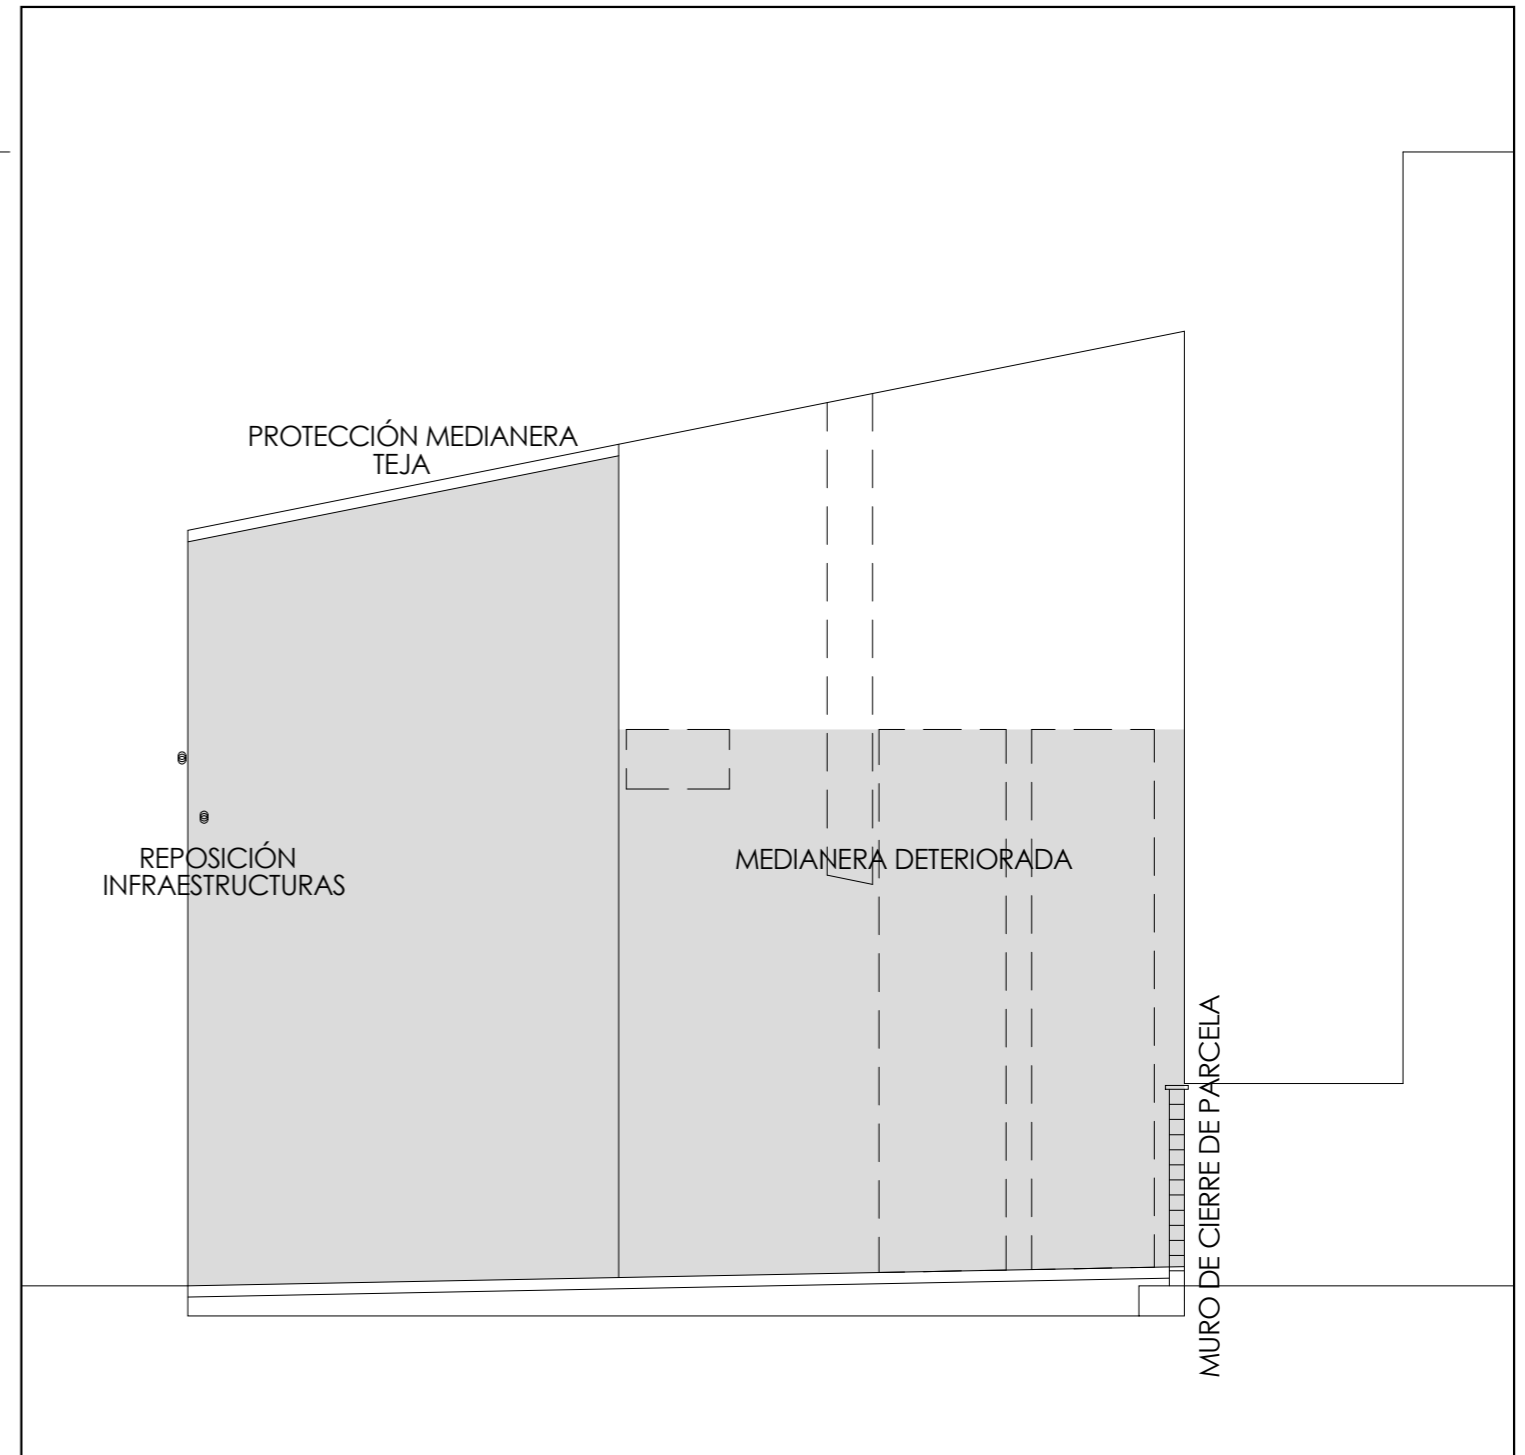 PROTECCIÓN MEDIANERA
TEJA
REPOSICIÓN
INFRAESTRUCTURAS
MEDIANERA DETERIORADA
MURO DE CIERRE DE PARCELA